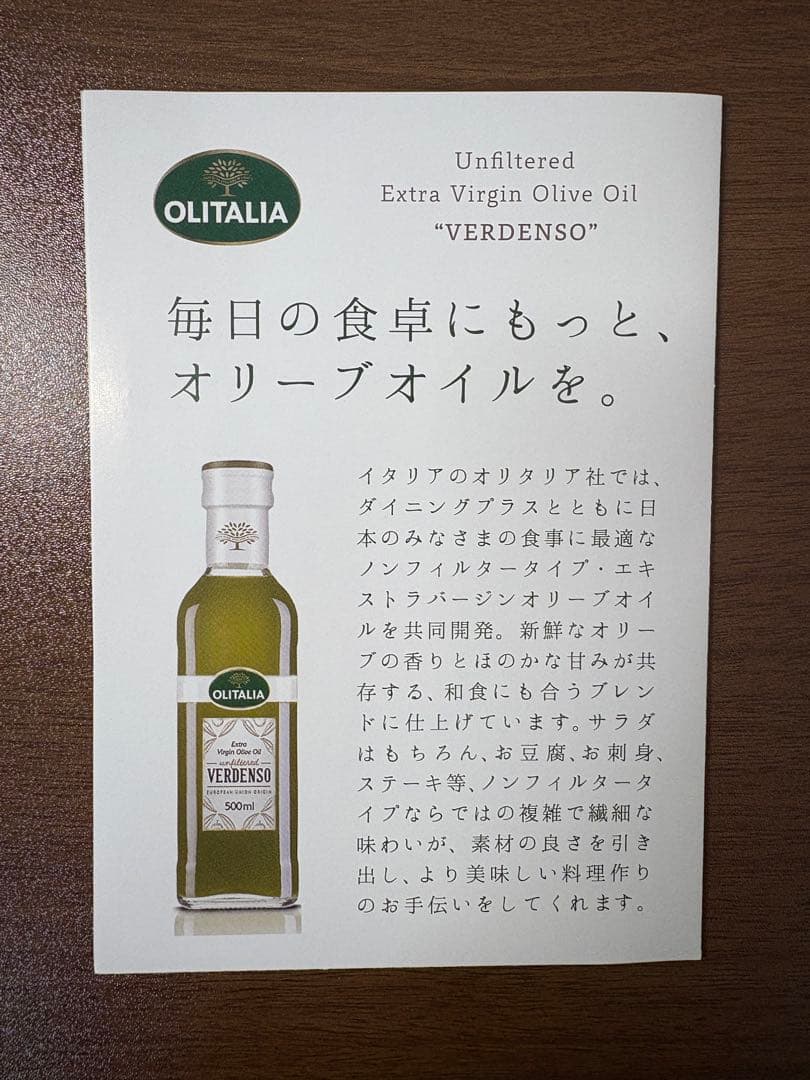 OLITALIA
Unfiltered
Extra Virgin Olive Oil
“VERDENSO”
毎日の食卓にもっと、
オリーブオイルを。
イタリアのオリタリア社では、
ダイニングプラスとともに日
本のみなさまの食事に最適な
ノンフィルタータイプ・エキ
ストラバージンオリーブオイ
ルを共同開発。新鮮なオリー
ブの香りとほのかな甘みが共
存する、和食にも合うブレン
ドに仕上げています。サラダ
はもちろん、お豆腐、お刺身、
ステーキ等、ノンフィルタータ
イプならではの複雑で繊細な
味わいが、素材の良さを引き
出し、より美味しい料理作り
のお手伝いをしてくれます。
OLITALIA
Extra
Virgin Olive Oil
unfiltered
VERDENSO
EUROPEAN UNION ORIGIN
500ml